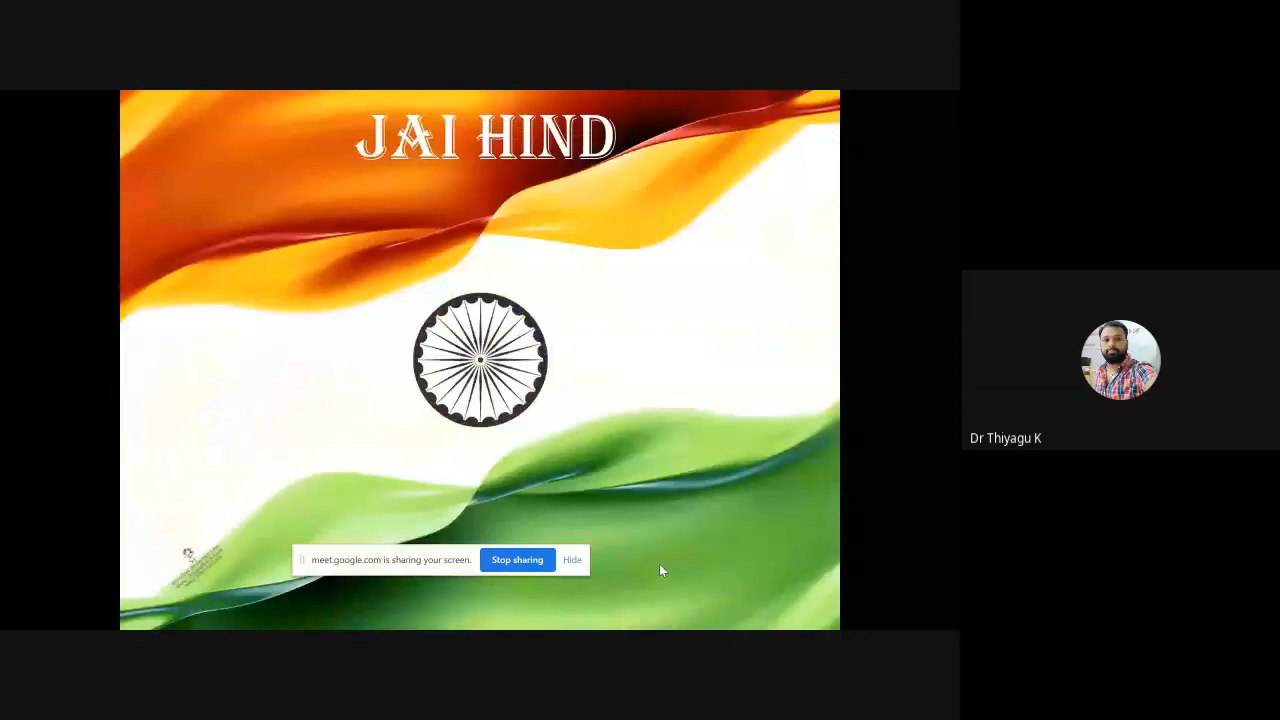 JAI HIND
meet.google.com is sharing your screen.
Stop sharing
Hide
Dr Thiyagu K